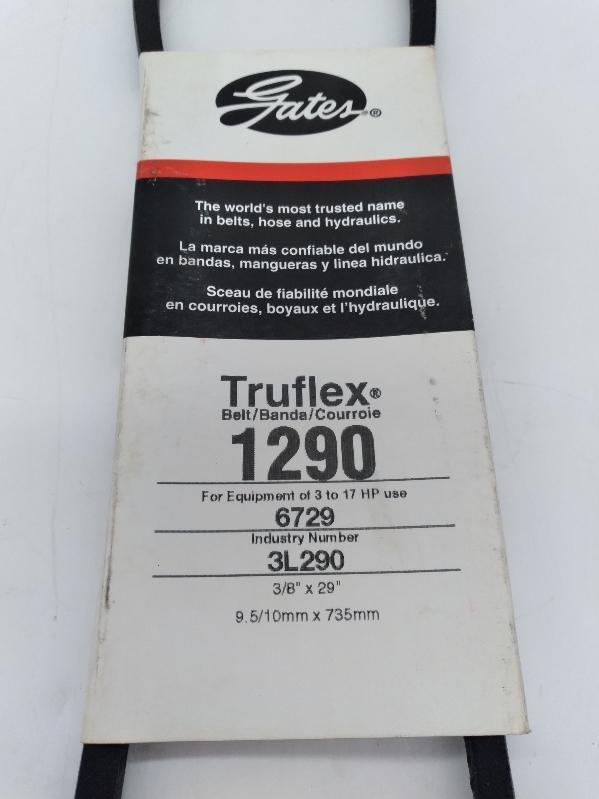 Gates®
The world's most trusted name
in belts, hose and hydraulics.
La marca más confiable del mundo
en bandas, mangueras y linea hidraulica.
Sceau de fiabilité mondiale
en courroies, boyaux et l'hydraulique.
Truflex®
Belt/Banda/Courroie
1290
For Equipment of 3 to 17 HP use
6729
Industry Number
3L290
3/8" x 29"
9.5/10mm x 735mm